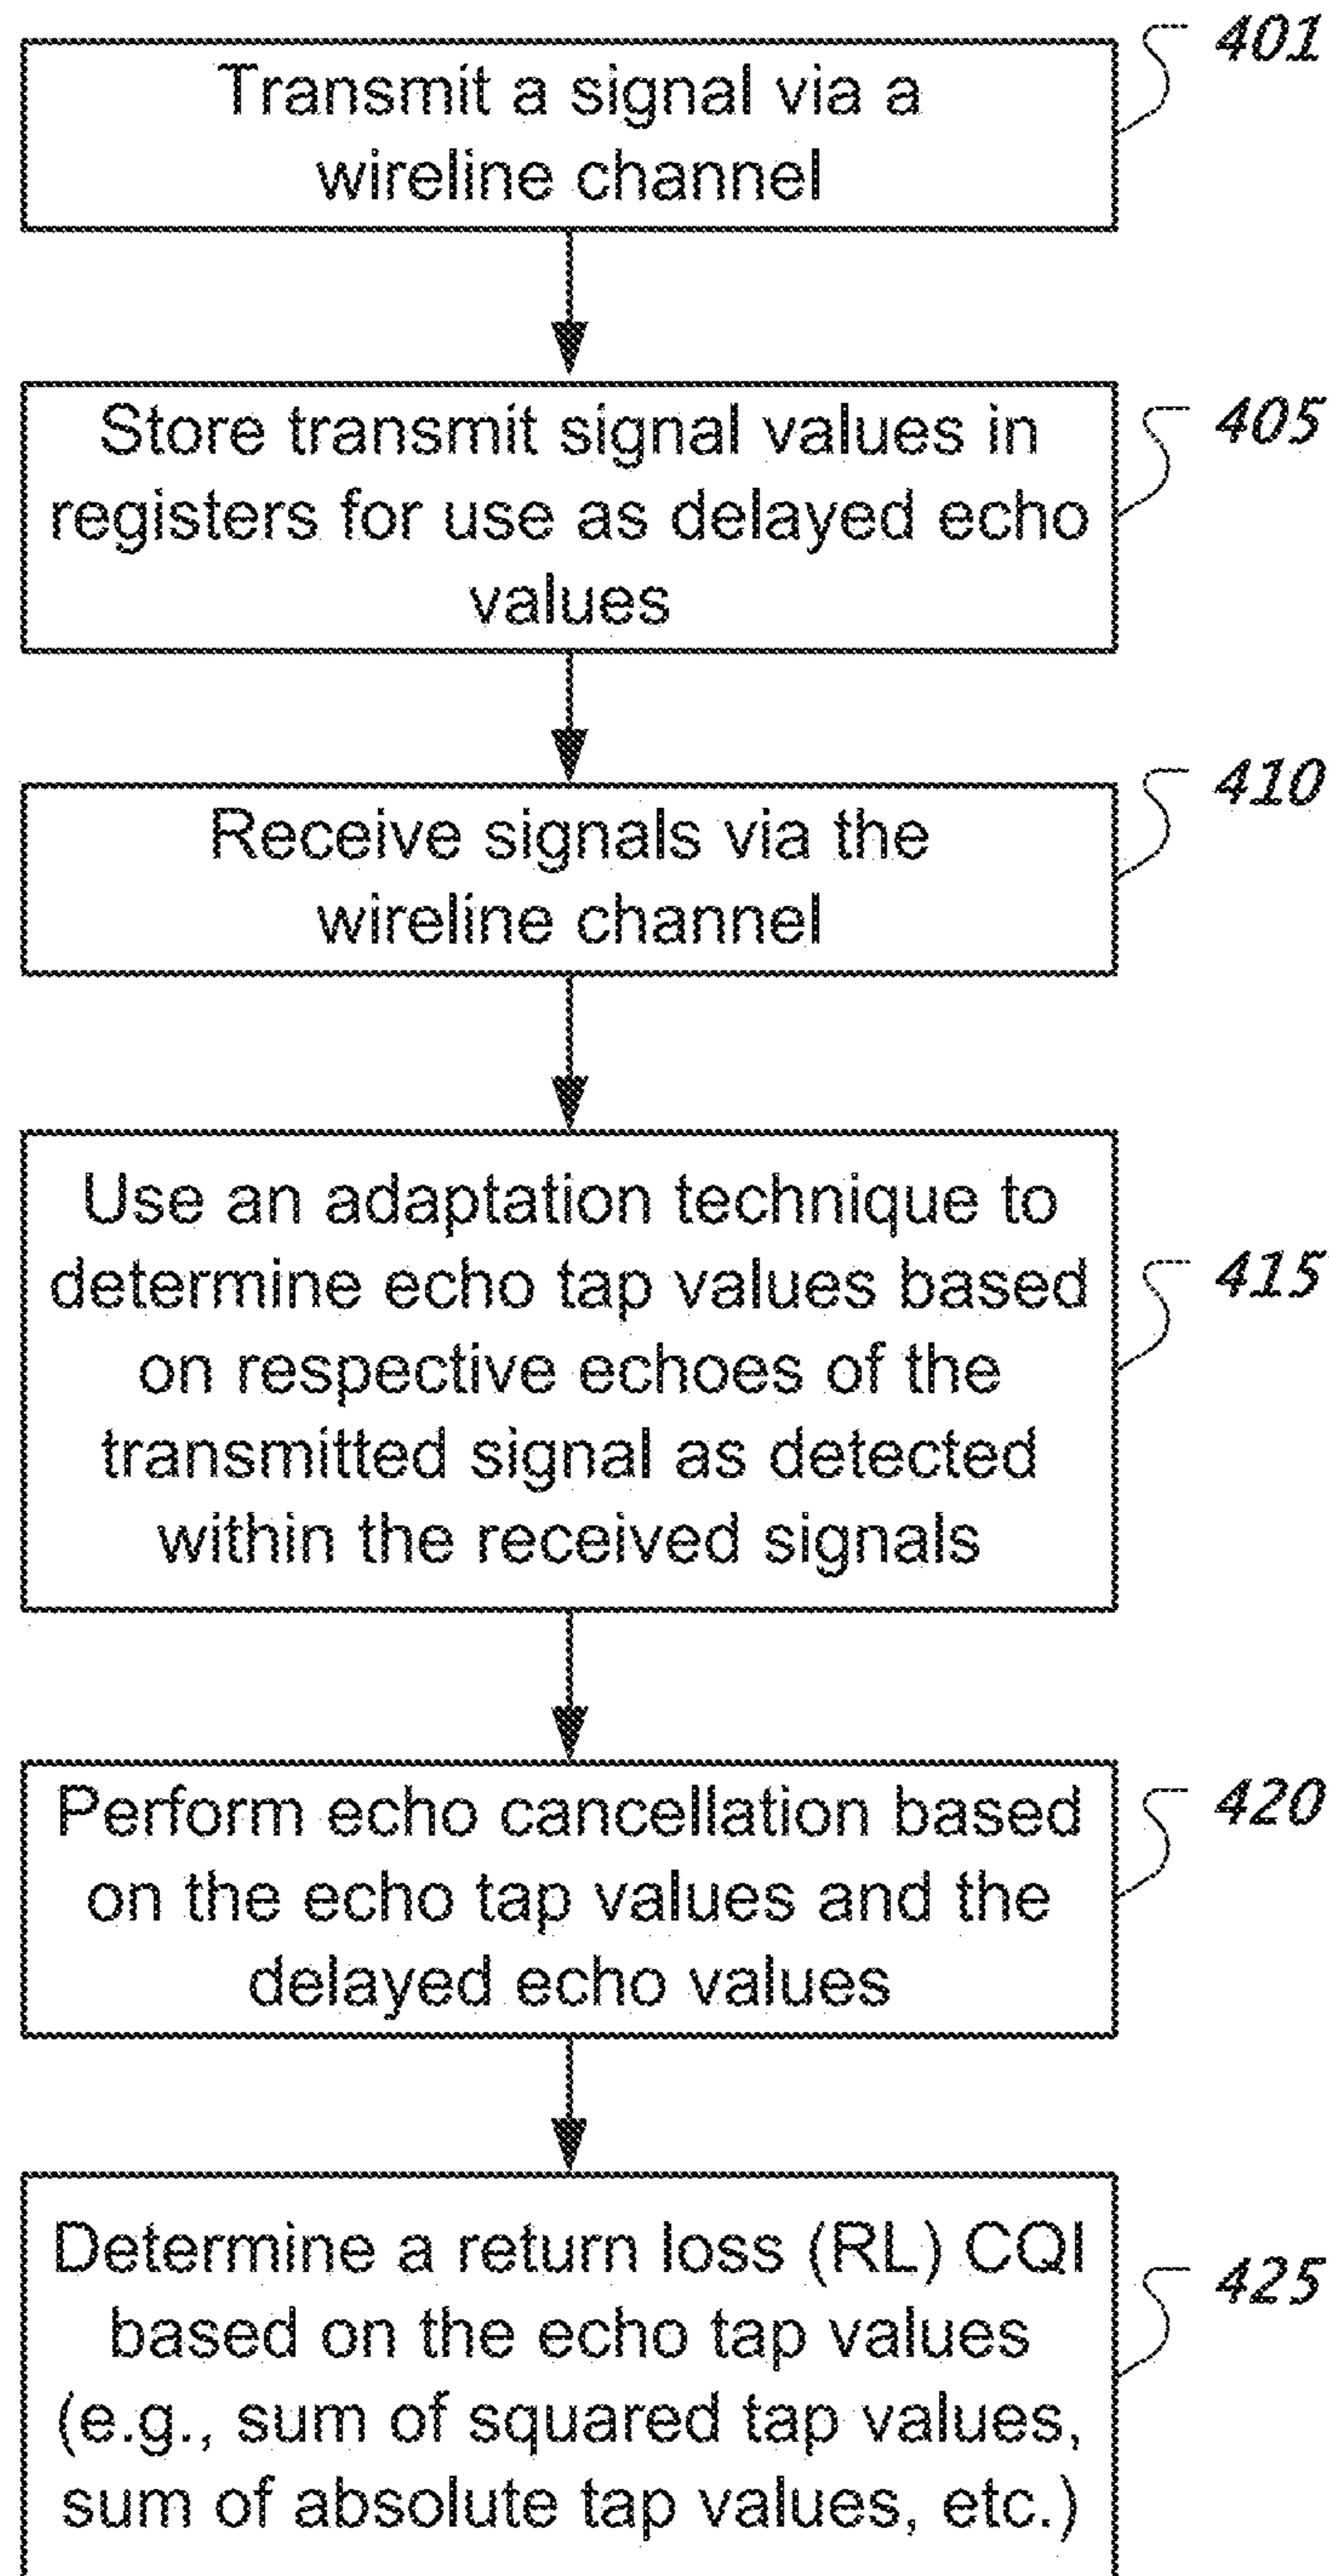 401
Transmit a signal via a
wireline channel
405
Store transmit signal values in
registers for use as delayed echo
values
410
Receive signals via the
wireline channel
415
Use an adaptation technique to
determine echo tap values based
on respective echoes of the
transmitted signal as detected
within the received signals
420
Perform echo cancellation based
on the echo tap values and the
delayed echo values
425
Determine a return loss (RL) CQI
based on the echo tap values
(e.g., sum of squared tap values,
sum of absolute tap values, etc.)